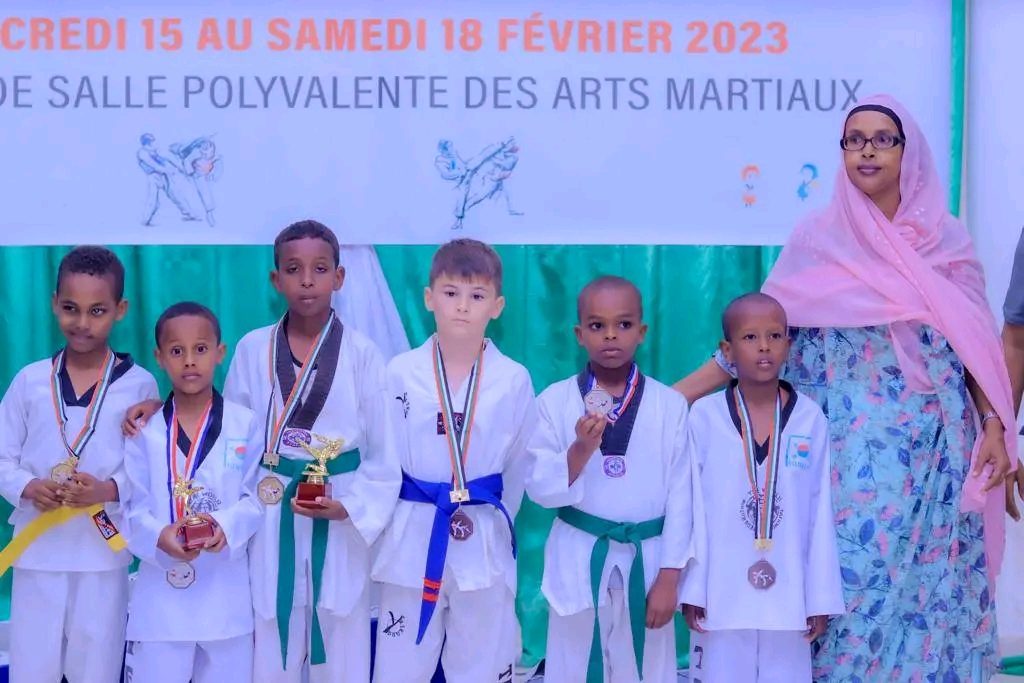 CREDI 15 AU SAMEDI 18 FÉVRIER 2023
DE SALLE POLYVALENTE DES ARTS MARTIAUX